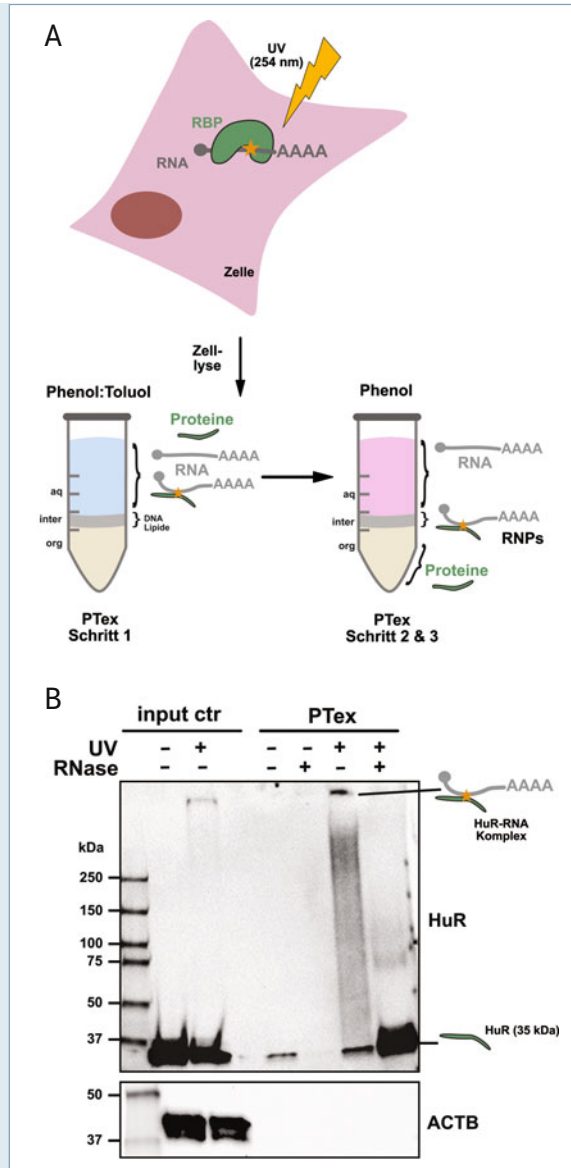 A
UV
(254 nm)
RBP
RNA
AAAA
Zelle
Zell-
lyse
Phenol:Toluol
Proteine
AAAA
RNA
AAAA
aq
inter
org
DNA
Lipide
PTex
Schritt 1
Phenol
AAAA
RNA
aq
inter
org
AAAA
RNPs
Proteine
PTex
Schritt 2 & 3
B
input ctr
PTex
UV – + – – + +
RNase – – – + – +
AAAA
HuR-RNA
Komplex
kDa
250
150
100
75
50
37
HuR
HuR (35 kDa)
50
37
ACTB